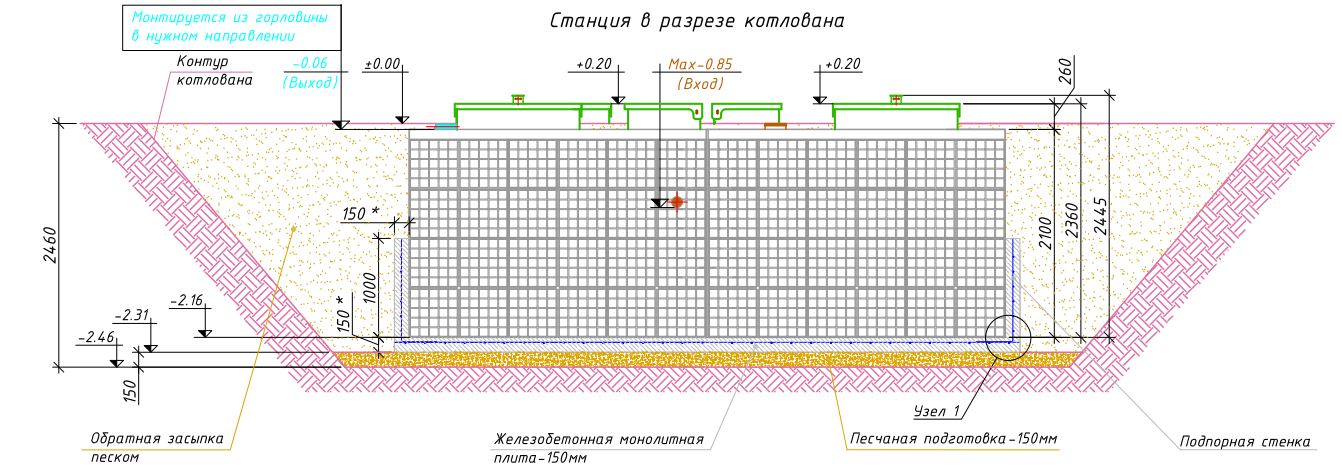 Станция в разрезе котлована
Монтируется из горловины
в нужном направлении
Контур
котлована
-0.06
(Выход)
±0.00
+0.20
Max-0.85
(Вход)
+0.20
260
2460
150 *
1000
150 *
-2.16
-2.31
-2.46
150
2100
2360
2445
Узел 1
Обратная засыпка
песком
Железобетонная монолитная
плита-150мм
Песчаная подготовка-150мм
Подпорная стенка